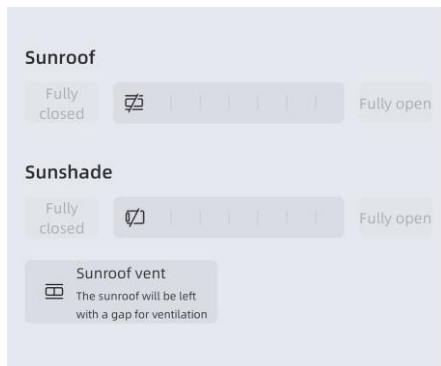 Sunroof
Fully
closed
Fully open
Sunshade
Fully
closed
Fully open
Sunroof vent
The sunroof will be left
with a gap for ventilation